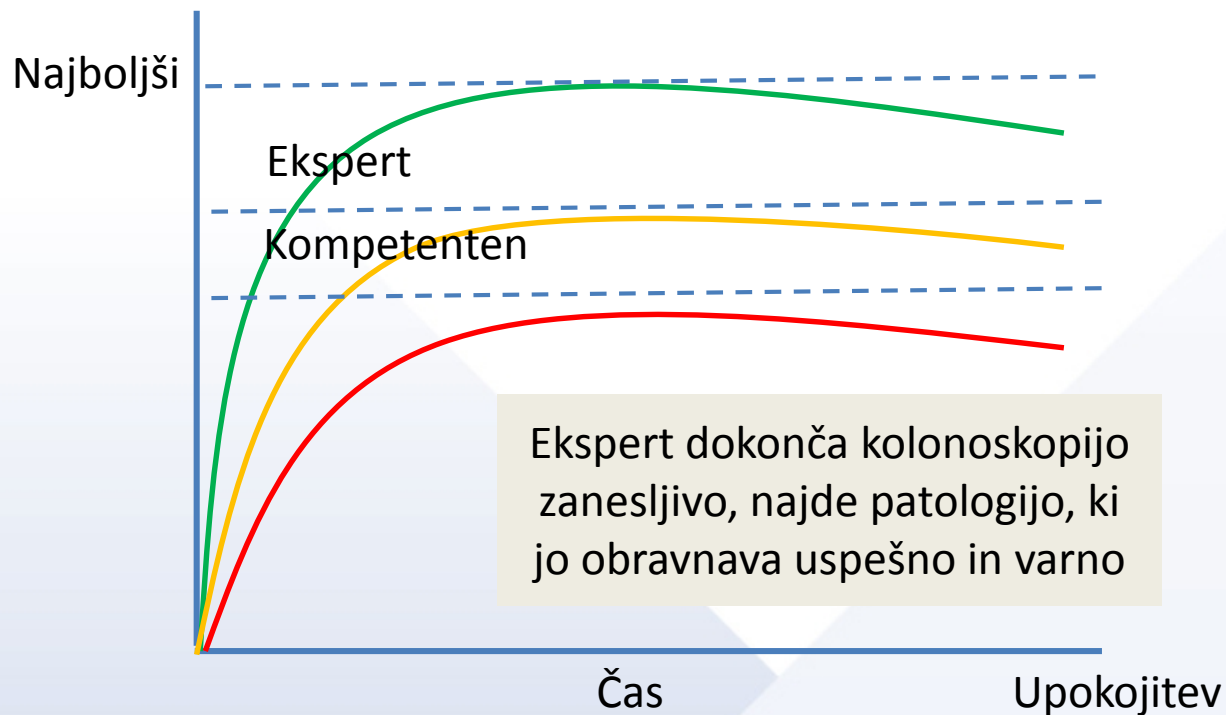 Najboljši
Ekspert
Kompetenten
Ekspert dokonča kolonoskopijo
zanesljivo, najde patologijo, ki
jo obravnava uspešno in varno
Čas
Upokojitev